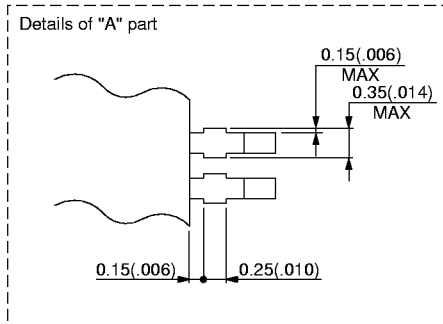 Details of "A" part
0.15(.006)
MAX
0.35(.014)
MAX
0.15(.006)
0.25(.010)